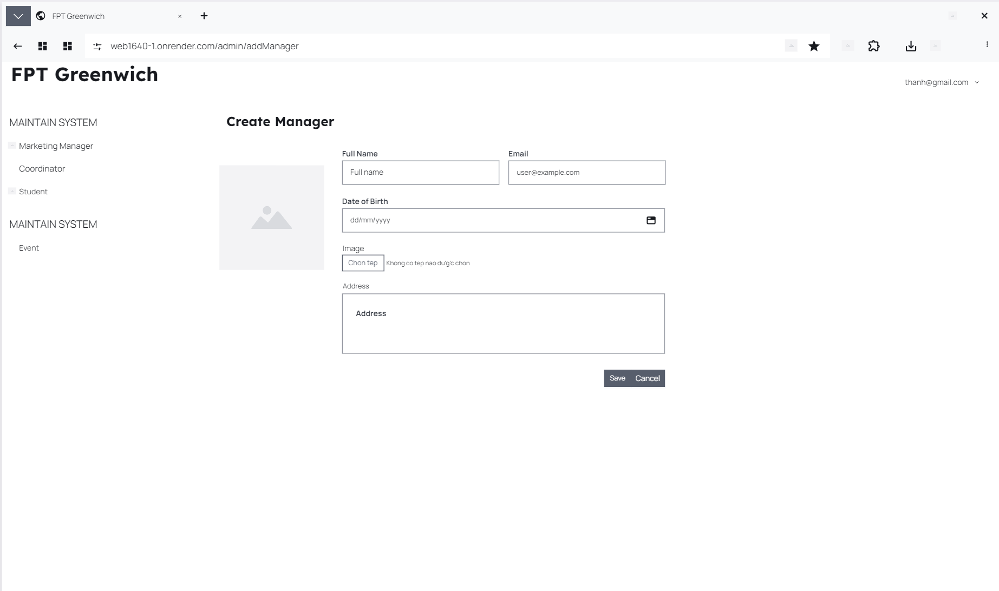 FPT Greenwich
web1640-1.onrender.com/admin/addManager
FPT Greenwich
thanh@gmail.com
MAINTAIN SYSTEM
Marketing Manager
Coordinator
Student
MAINTAIN SYSTEM
Event
Create Manager
Full Name
Full name
Email
user@example.com
Date of Birth
dd/mm/yyyy
Image
Chon tep
Khong co tep nao du'g'c chon
Address
Address
Save
Cancel